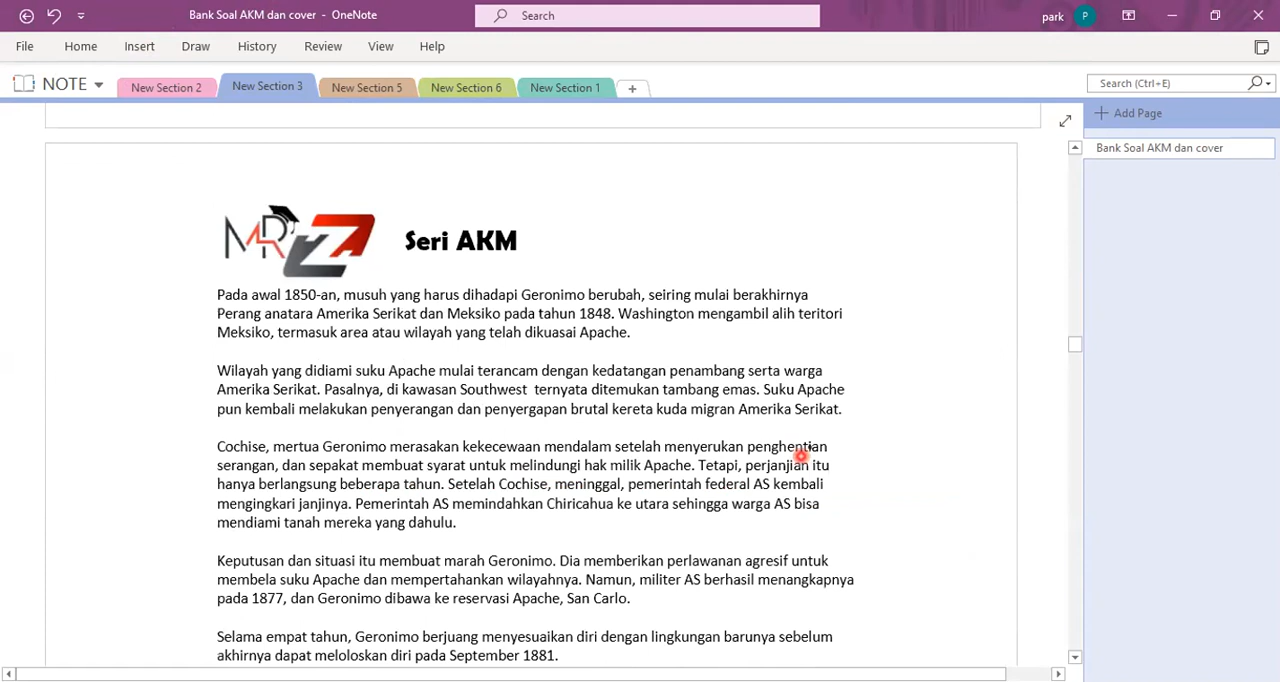 Bank Soal AKM dan cover - OneNote
Search
park
P
File Home Insert Draw History Review View Help
NOTE
New Section 2
New Section 3
New Section 5
New Section 6
New Section 1
Search (Ctrl+E)
Add Page
Bank Soal AKM dan cover
MR ZZA
Seri AKM
Pada awal 1850-an, musuh yang harus dihadapi Geronimo berubah, seiring mulai berakhirnya
Perang anatara Amerika Serikat dan Meksiko pada tahun 1848. Washington mengambil alih teritori
Meksiko, termasuk area atau wilayah yang telah dikuasai Apache.
Wilayah yang didiami suku Apache mulai terancam dengan kedatangan penambang serta warga
Amerika Serikat. Pasalnya, di kawasan Southwest ternyata ditemukan tambang emas. Suku Apache
pun kembali melakukan penyerangan dan penyergapan brutal kereta kuda migran Amerika Serikat.
Cochise, mertua Geronimo merasakan kekecewaan mendalam setelah menyerukan penghentian
serangan, dan sepakat membuat syarat untuk melindungi hak milik Apache. Tetapi, perjanjian itu
hanya berlangsung beberapa tahun. Setelah Cochise, meninggal, pemerintah federal AS kembali
mengingkari janjinya. Pemerintah AS memindahkan Chiricahua ke utara sehingga warga AS bisa
mendiami tanah mereka yang dahulu.
Keputusan dan situasi itu membuat marah Geronimo. Dia memberikan perlawanan agresif untuk
membela suku Apache dan mempertahankan wilayahnya. Namun, militer AS berhasil menangkapnya
pada 1877, dan Geronimo dibawa ke reservasi Apache, San Carlo.
Selama empat tahun, Geronimo berjuang menyesuaikan diri dengan lingkungan barunya sebelum
akhirnya dapat meloloskan diri pada September 1881.